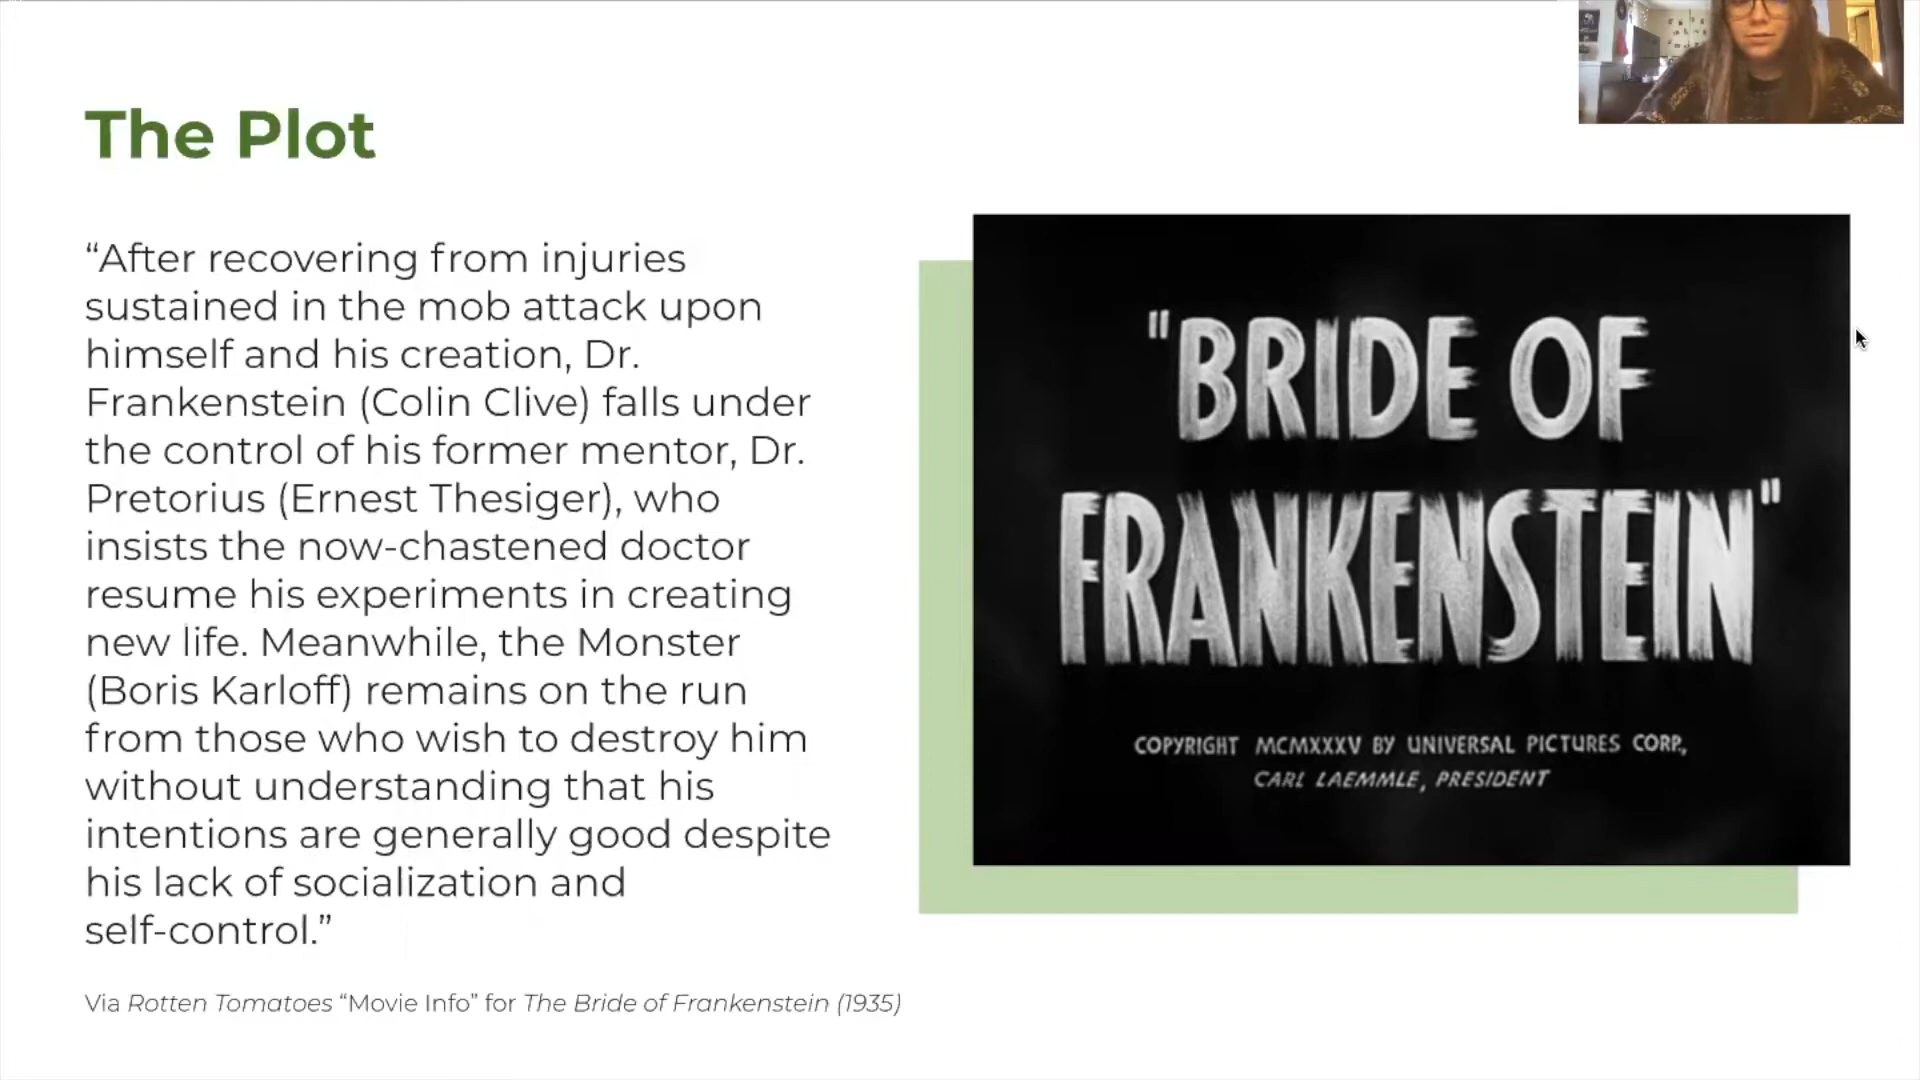 The Plot
“After recovering from injuries
sustained in the mob attack upon
himself and his creation, Dr.
Frankenstein (Colin Clive) falls under
the control of his former mentor, Dr.
Pretorius (Ernest Thesiger), who
insists the now-chastened doctor
resume his experiments in creating
new life. Meanwhile, the Monster
(Boris Karloff) remains on the run
from those who wish to destroy him
without understanding that his
intentions are generally good despite
his lack of socialization and
self-control.”
Via Rotten Tomatoes “Movie Info” for The Bride of Frankenstein (1935)
"BRIDE OF
FRANKENSTEIN"
COPYRIGHT MCMXXXV BY UNIVERSAL PICTURES CORP.,
CARL LAEMMLE, PRESIDENT